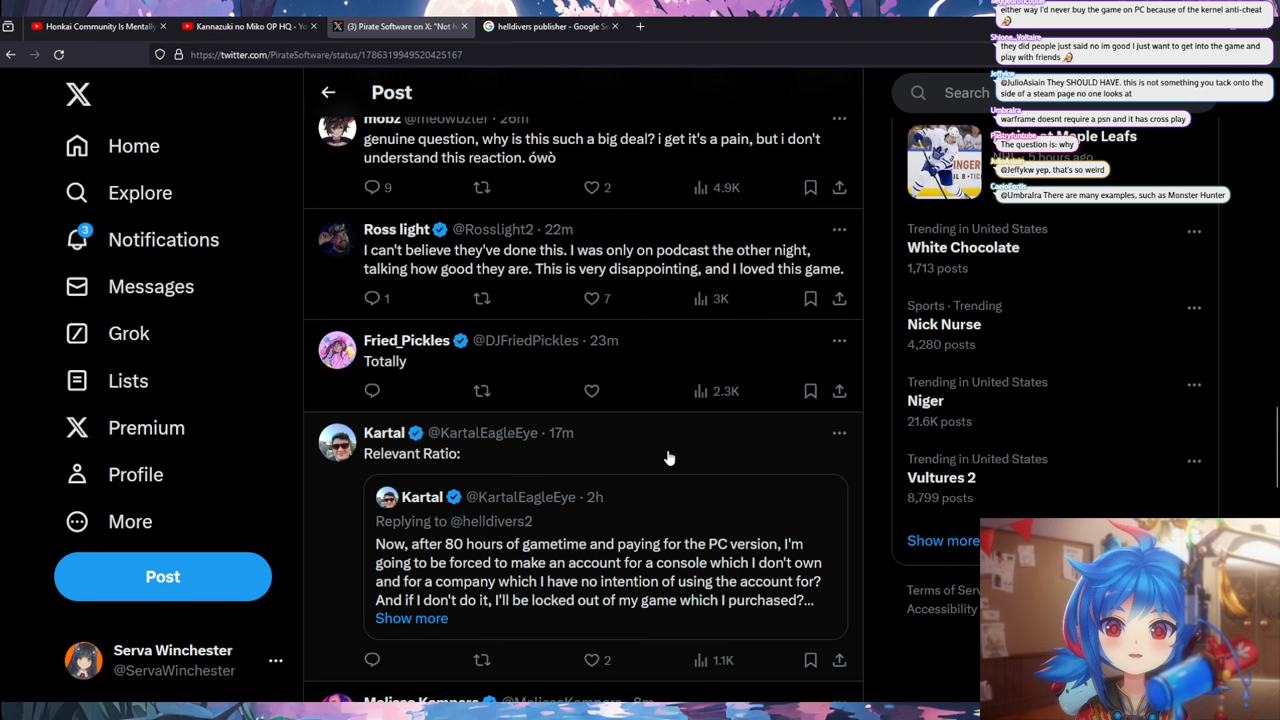 Honkai Community Is Mentall
Kannazuki no Miko OP HQ - Yo
(3) Pirate Software on X: "Not h
helldivers publisher - Google Se
https://twitter.com/PirateSoftware/status/1786319949520425167
Post
Home
Explore
3
Notifications
Messages
Grok
Lists
Premium
Profile
More
Post
Serva Winchester
@ServaWinchester
mobz @meowbzter · 26m
genuine question, why is this such a big deal? i get it's a pain, but i don't
understand this reaction. ówò
9
2
4.9K
Ross light @Rosslight2 · 22m
I can't believe they've done this. I was only on podcast the other night,
talking how good they are. This is very disappointing, and I loved this game.
1
7
3K
Fried_Pickles @DJFriedPickles · 23m
Totally
2.3K
Kartal @KartalEagleEye · 17m
Relevant Ratio:
Kartal @KartalEagleEye · 2h
Replying to @helldivers2
Now, after 80 hours of gametime and paying for the PC version, I'm
going to be forced to make an account for a console which I don't own
and for a company which I have no intention of using the account for?
And if I don't do it, I'll be locked out of my game which I purchased?...
Show more
2
1.1K
Search
at Maple Leafs
NHL · 5 hours ago
Trending in United States
White Chocolate
1,713 posts
Sports · Trending
Nick Nurse
4,280 posts
Trending in United States
Niger
21.6K posts
Trending in United States
Vultures 2
8,799 posts
Show more
Terms of Serv
Accessibility
either way I'd never buy the game on PC because of the kernel anti-cheat
Shione_Voltaire
they did people just said no im good I just want to get into the game and
play with friends
Jeffykw
@JulioAsiain They SHOULD HAVE. this is not something you tack onto the
side of a steam page no one looks at
UmbraIra
warframe doesnt require a psn and it has cross play
Pastryfuntube
The question is: why
JulioAsiain
@Jeffykw yep, that's so weird
CaeloFortis
@UmbraIra There are many examples, such as Monster Hunter